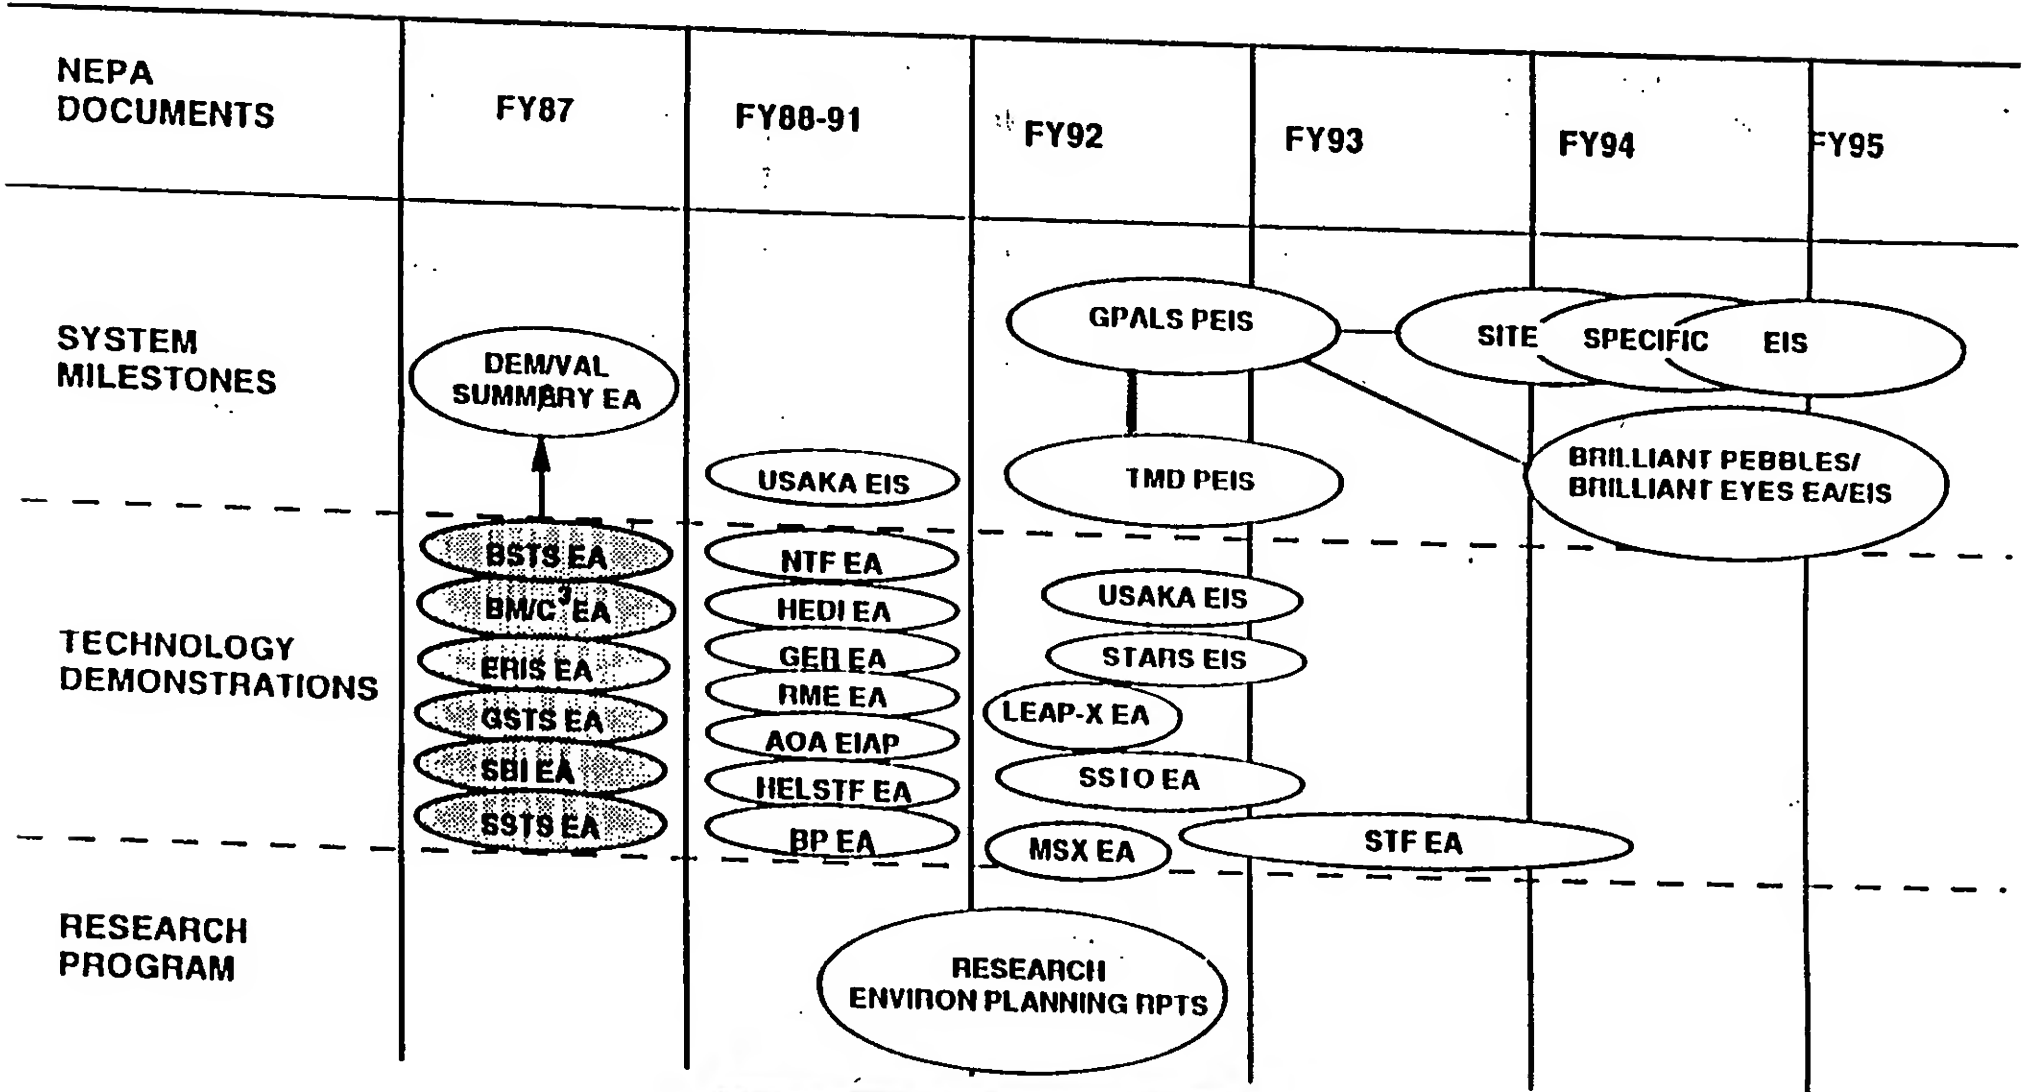 NEPA
DOCUMENTS
FY87
FY88-91
FY92
FY93
FY94
FY95
SYSTEM
MILESTONES
DEM/VAL
SUMMARY EA
USAKA EIS
GPALS PEIS
TMD PEIS
SITE
SPECIFIC
EIS
BRILLIANT PEBBLES/
BRILLIANT EYES EA/EIS
TECHNOLOGY
DEMONSTRATIONS
BSTS EA
BM/C³ EA
ERIS EA
GSTS EA
SBI EA
SSTS EA
NTF EA
HEDI EA
GER EA
RME EA
AOA EIAP
HELSTF EA
BP EA
USAKA EIS
STARS EIS
LEAP-X EA
SSTO EA
MSX EA
STF EA
RESEARCH
PROGRAM
RESEARCH
ENVIRON PLANNING RPTS